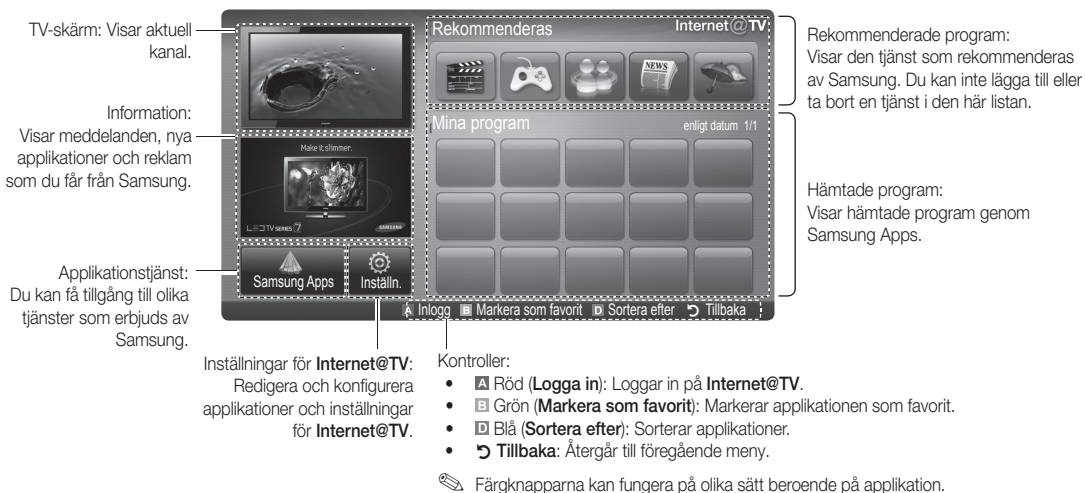 TV-skärm: Visar aktuell
kanal.
Information:
Visar meddelanden, nya
applikationer och reklam
som du får från Samsung.
Applikationstjänst:
Du kan få tillgång till olika
tjänster som erbjuds av
Samsung.
Rekommenderas
Internet@TV
NEWS
Make it slimmer.
LED TV SERIES 7
SAMSUNG
Mina program
enligt datum 1/1
Samsung Apps
Inställn.
A Inlogg B Markera som favorit D Sortera efter Tillbaka
Rekommenderade program:
Visar den tjänst som rekommenderas
av Samsung. Du kan inte lägga till eller
ta bort en tjänst i den här listan.
Hämtade program:
Visar hämtade program genom
Samsung Apps.
Inställningar för Internet@TV:
Redigera och konfigurera
applikationer och inställningar
för Internet@TV.
Kontroller:
• A Röd (Logga in): Loggar in på Internet@TV.
• B Grön (Markera som favorit): Markerar applikationen som favorit.
• D Blå (Sortera efter): Sorterar applikationer.
• Tillbaka: Återgår till föregående meny.
Färgknapparna kan fungera på olika sätt beroende på applikation.